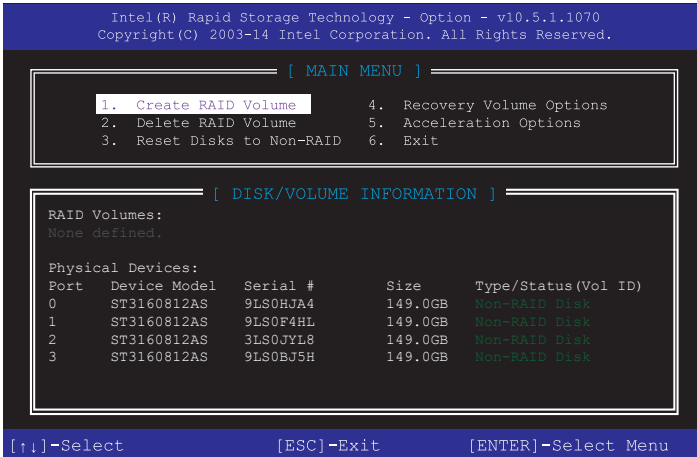 Intel(R) Rapid Storage Technology - Option - v10.5.1.1070
Copyright(C) 2003-14 Intel Corporation. All Rights Reserved.
[ MAIN MENU ]
1. Create RAID Volume 4. Recovery Volume Options
2. Delete RAID Volume 5. Acceleration Options
3. Reset Disks to Non-RAID 6. Exit
[ DISK/VOLUME INFORMATION ]
RAID Volumes:
None defined.
Physical Devices:
Port Device Model Serial # Size Type/Status(Vol ID)
0 ST3160812AS 9LS0HJA4 149.0GB Non-RAID Disk
1 ST3160812AS 9LS0F4HL 149.0GB Non-RAID Disk
2 ST3160812AS 3LS0JYL8 149.0GB Non-RAID Disk
3 ST3160812AS 9LS0BJ5H 149.0GB Non-RAID Disk
[↑↓]-Select [ESC]-Exit [ENTER]-Select Menu